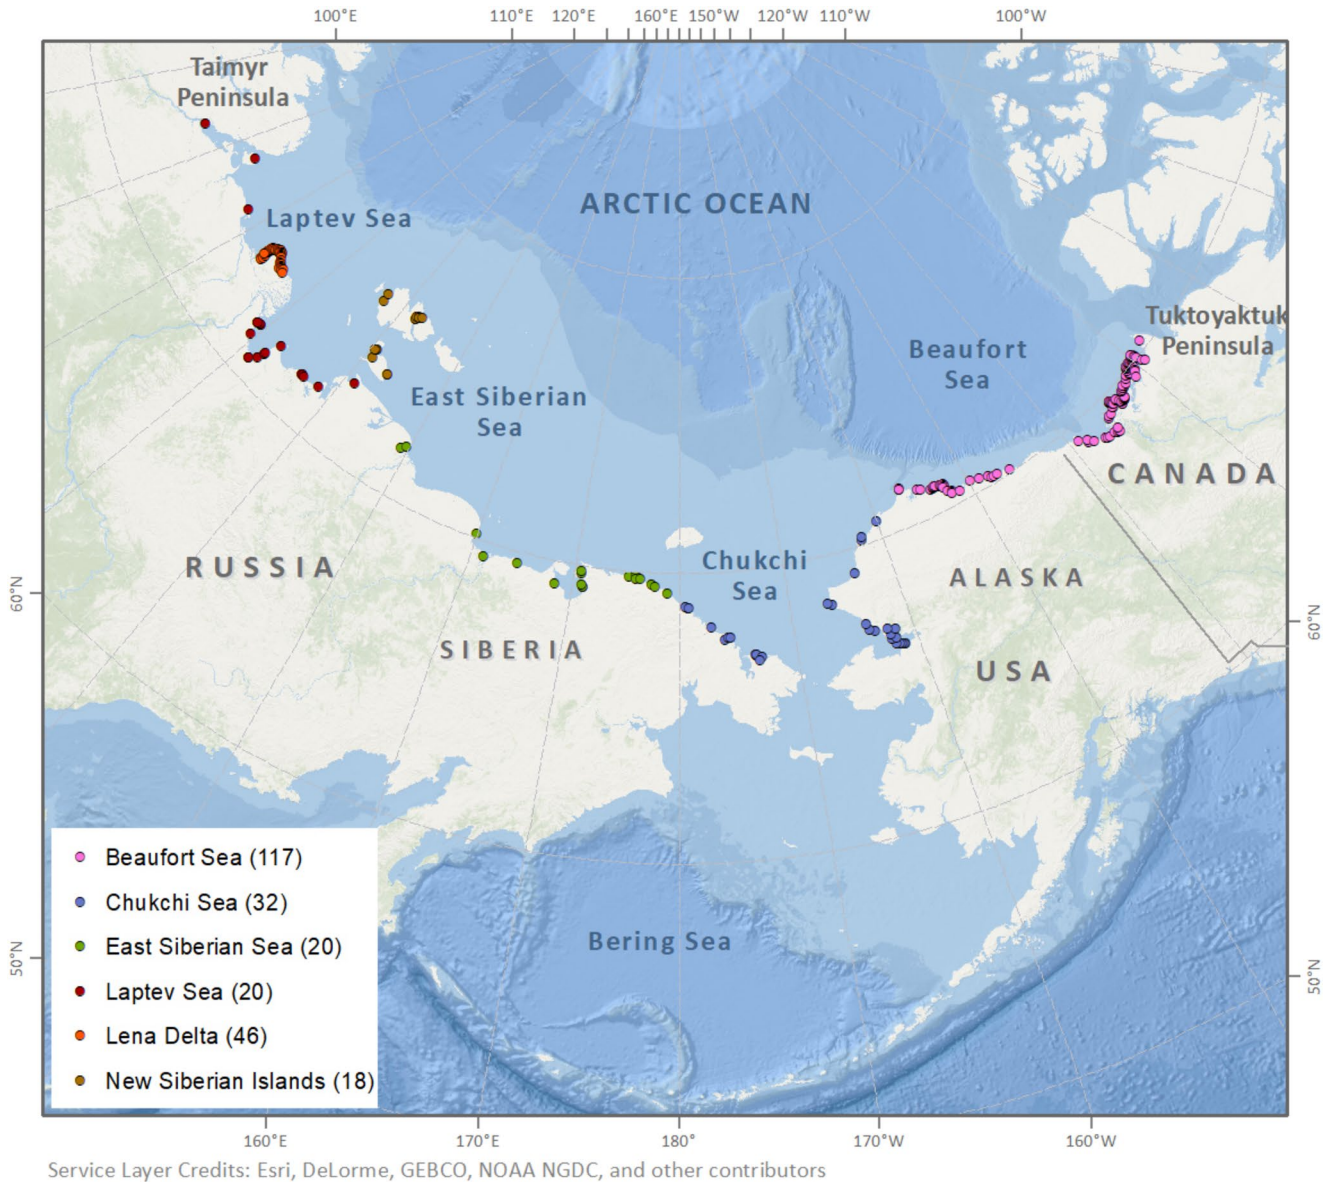 100°E 110°E 120°E 160°E 150°W 120°W 110°W 100°W
Taimyr
Peninsula
ARCTIC OCEAN
Laptev Sea
Tuktoyaktuk
Peninsula
Beaufort
Sea
East Siberian
Sea
CANADA
Chukchi
Sea
RUSSIA
ALASKA
60°N
60°N
SIBERIA
USA
Beaufort Sea (117)
Chukchi Sea (32)
East Siberian Sea (20)
Laptev Sea (20)
Lena Delta (46)
New Siberian Islands (18)
Bering Sea
50°N
50°N
160°E 170°E 180° 170°W 160°W
Service Layer Credits: Esri, DeLorme, GEBCO, NOAA NGDC, and other contributors